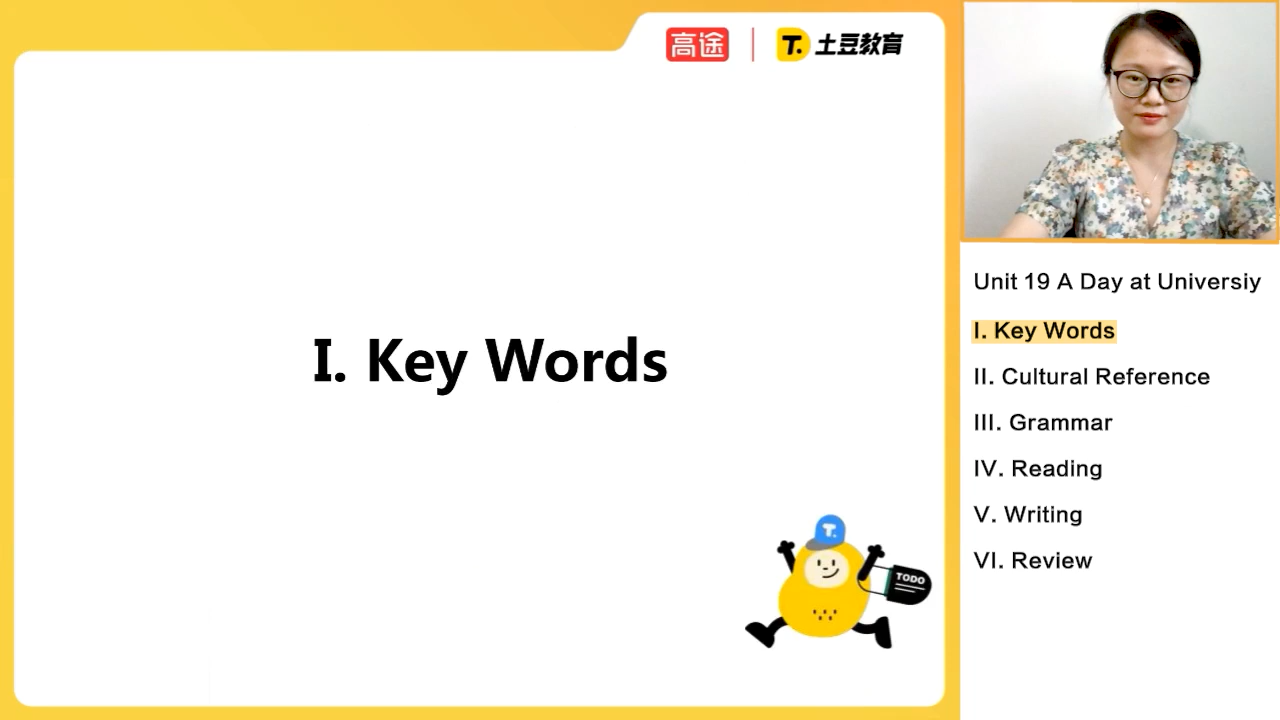 高途 T. 土豆教育
I. Key Words
T.
TODO
Unit 19 A Day at Universiy
I. Key Words
II. Cultural Reference
III. Grammar
IV. Reading
V. Writing
VI. Review